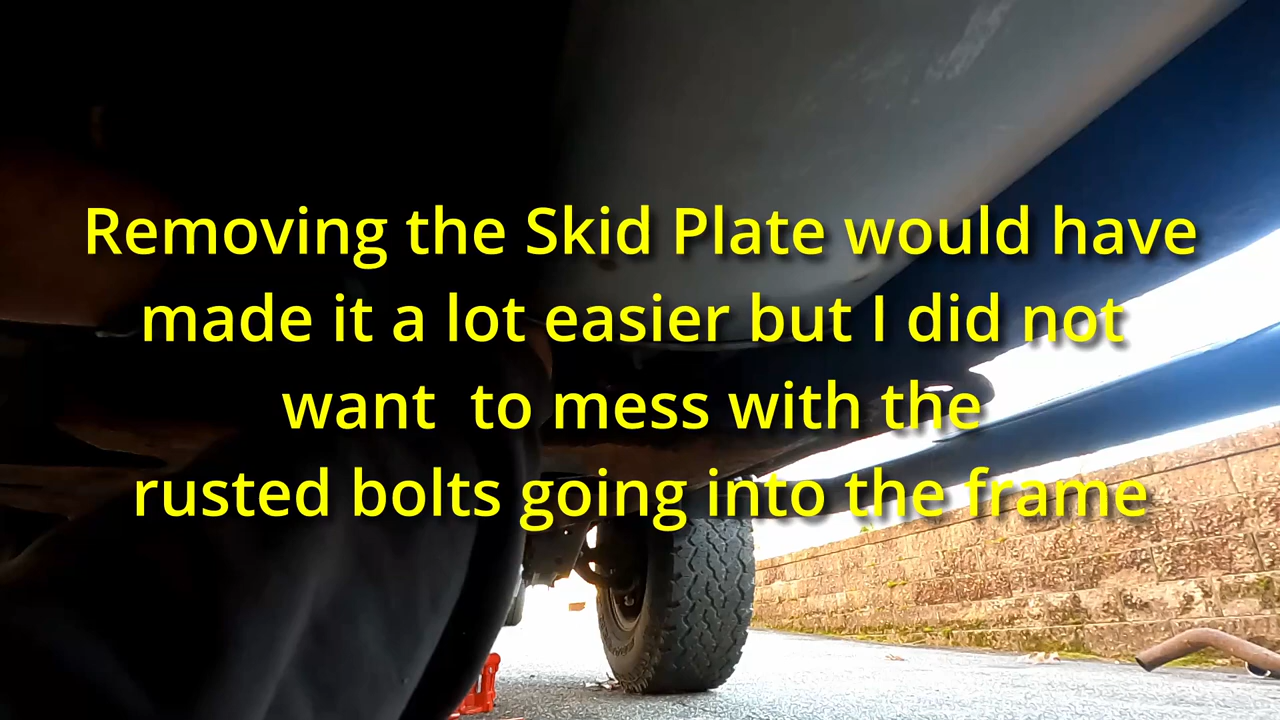 Removing the Skid Plate would have
made it a lot easier but I did not
want  to mess with the
rusted bolts going into the frame